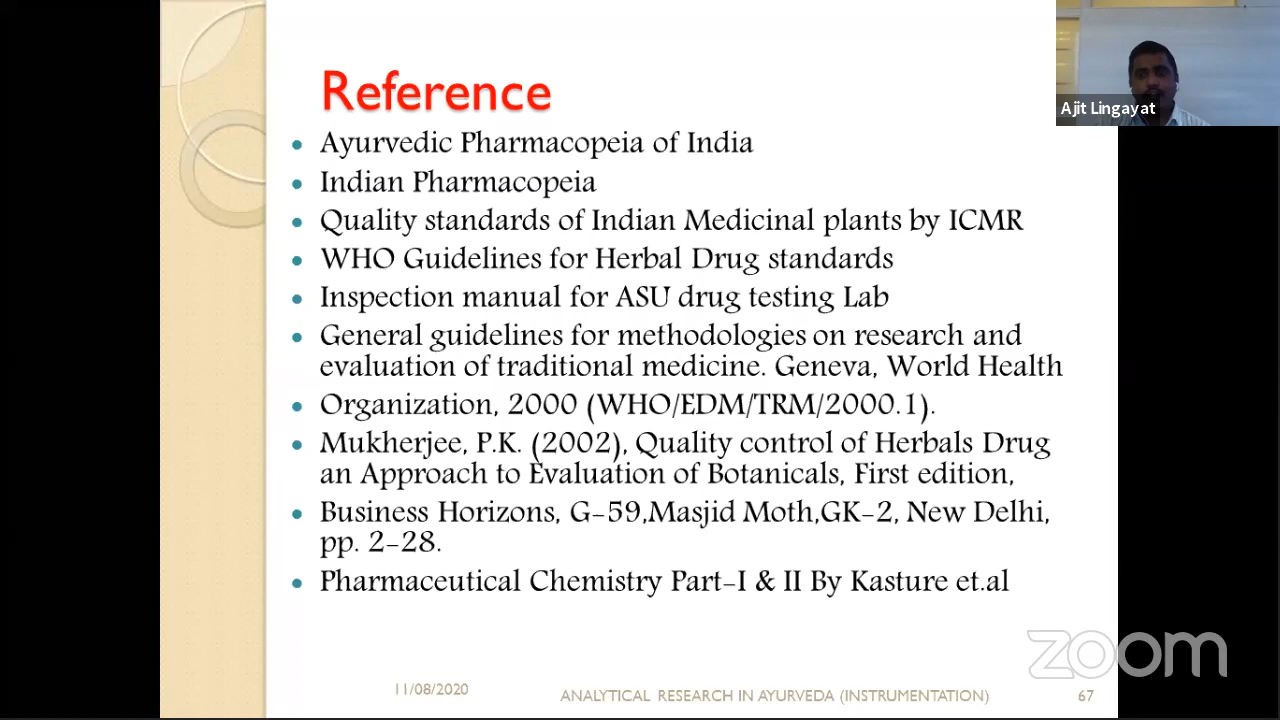 Reference
Ajit Lingayat
• Ayurvedic Pharmacopeia of India
• Indian Pharmacopeia
• Quality standards of Indian Medicinal plants by ICMR
• WHO Guidelines for Herbal Drug standards
• Inspection manual for ASU drug testing Lab
• General guidelines for methodologies on research and
evaluation of traditional medicine. Geneva, World Health
• Organization, 2000 (WHO/EDM/TRM/2000.1).
• Mukherjee, P.K. (2002), Quality control of Herbals Drug
an Approach to Evaluation of Botanicals, First edition,
• Business Horizons, G-59,Masjid Moth,GK-2, New Delhi,
pp. 2-28.
• Pharmaceutical Chemistry Part-I & II By Kasture et.al
zoom
11/08/2020
ANALYTICAL RESEARCH IN AYURVEDA (INSTRUMENTATION)
67